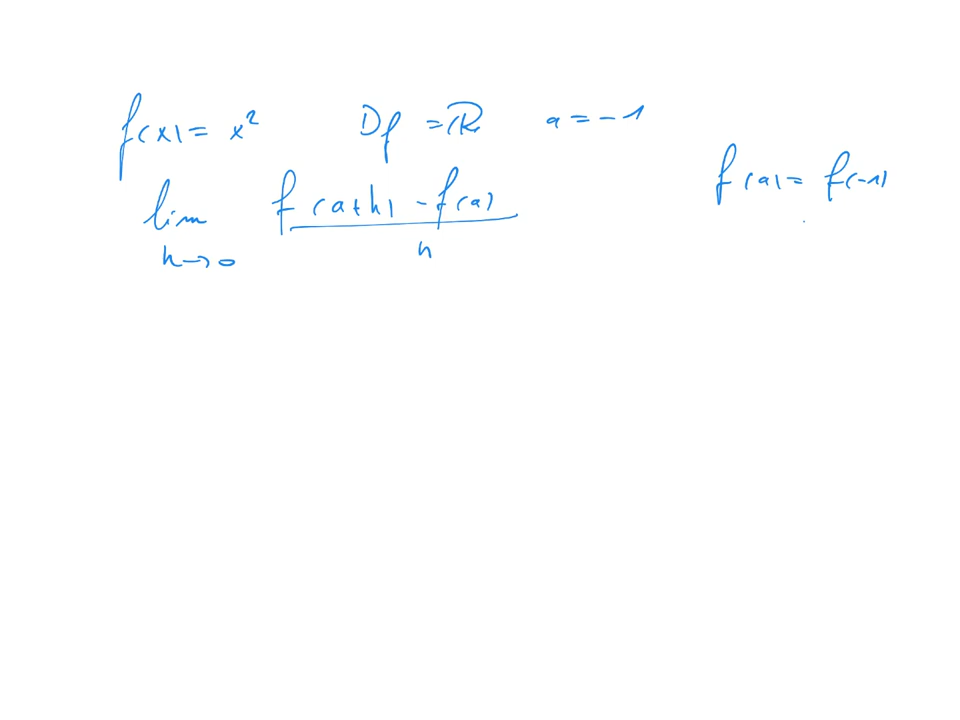 f(x) = x² Df = ℝ a = -1
f(a) = f(-1)
lim f(a+h) - f(a)
h→0 h